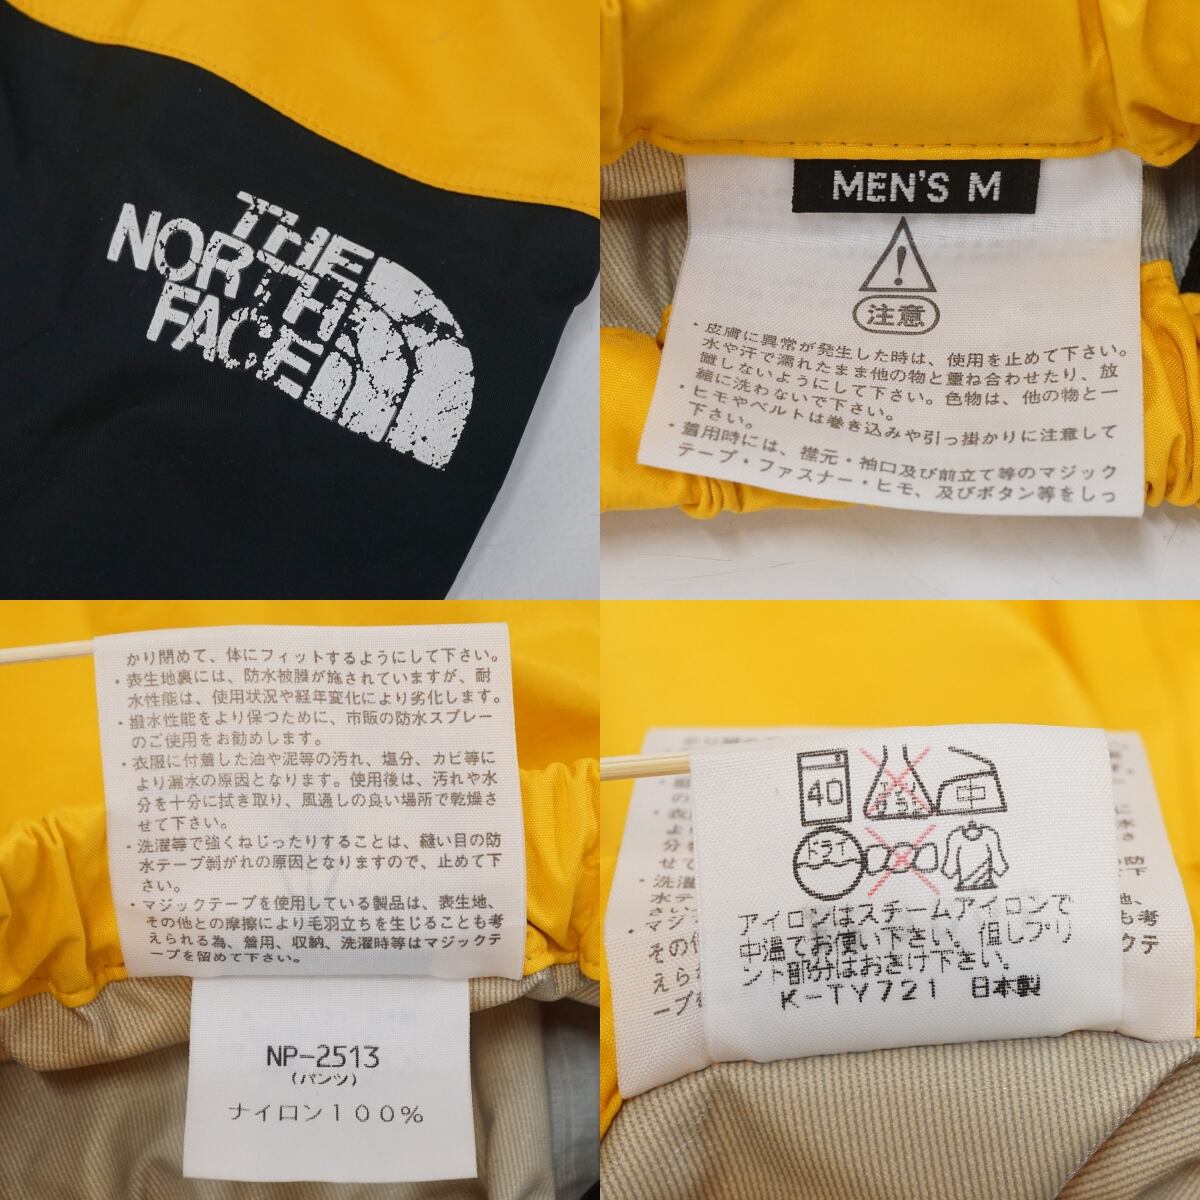 THE
NORTH
FACE
MEN'S M
注意
・皮膚に異常が発生した時は、使用を止めて下さい。
水や汗で濡れたまま他の物と重ね合わせたり、放
置しないようにして下さい。色物は、他の物と一
緒に洗わないで下さい。
・ヒモやベルトは巻き込みや引っ掛かりに注意して
下さい。
・着用時には、襟元・袖口及び前立て等のマジック
テープ・ファスナー・ヒモ、及びボタン等をしっ
かり閉めて、体にフィットするようにして下さい。
・表生地裏には、防水被膜が施されていますが、耐
水性能は、使用状況や経年変化により劣化します。
・撥水性能をより保つために、市販の防水スプレー
のご使用をお勧めします。
・衣服に付着した油や泥等の汚れ、塩分、カビ等に
より漏水の原因となります。使用後は、汚れや水
分を十分に拭き取り、風通しの良い場所で乾燥さ
せて下さい。
・洗濯等で強くねじったりすることは、縫い目の防
水テープ剥がれの原因となりますので、止めて下
さい。
・マジックテープを使用している製品は、表生地、
その他との摩擦により毛羽立ちを生じることも考
えられる為、着用、収納、洗濯時等はマジックテ
ープを留めて下さい。
NP-2513
(パンツ)
ナイロン100%
40
エンソサラシ
中
ドライ
アイロンはスチームアイロンで
中温でお使い下さい。但しプリ
ント部分はおさけ下さい。
K-TY721 日本製